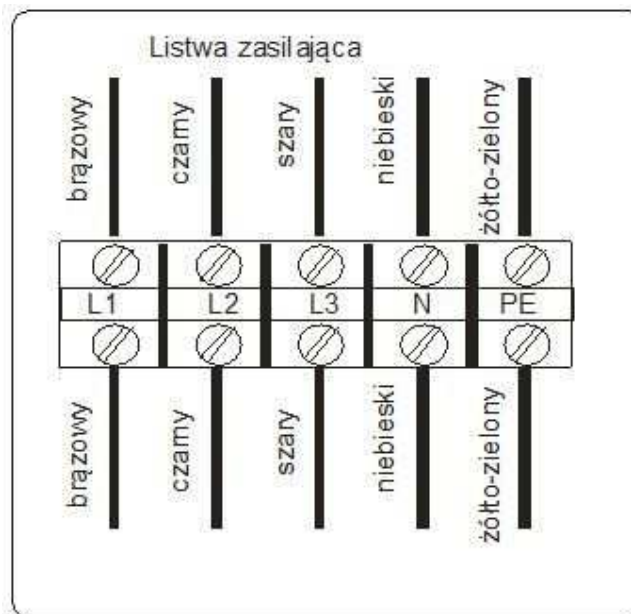 Listwa zasilająca
brązowy
czarny
szary
niebieski
żółto-zielony
L1
L2
L3
N
PE
brązowy
czarny
szary
niebieski
żółto-zielony